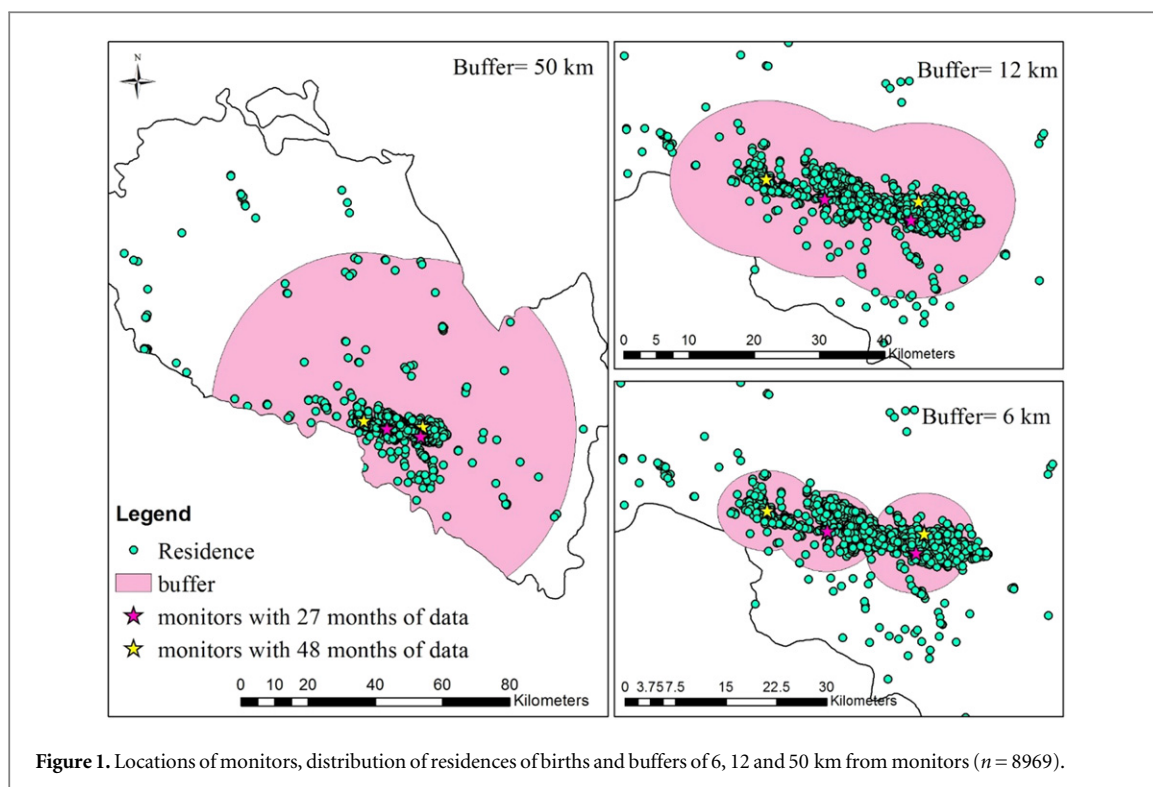 N
Buffer= 50 km
Legend
Residence
buffer
monitors with 27 months of data
monitors with 48 months of data
0 10 20 40 60 80
Kilometers
Buffer= 12 km
0 5 10 20 30 40
Kilometers
Buffer= 6 km
0 3.75 7.5 15 22.5 30
Kilometers
Figure 1. Locations of monitors, distribution of residences of births and buffers of 6, 12 and 50 km from monitors (n = 8969).